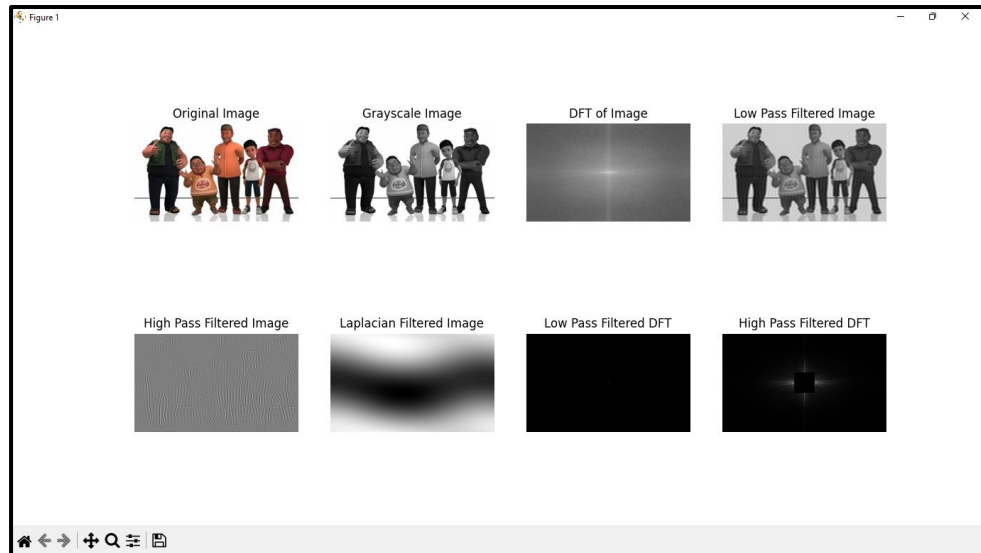 Figure 1
Original Image
Grayscale Image
DFT of Image
Low Pass Filtered Image
High Pass Filtered Image
Laplacian Filtered Image
Low Pass Filtered DFT
High Pass Filtered DFT